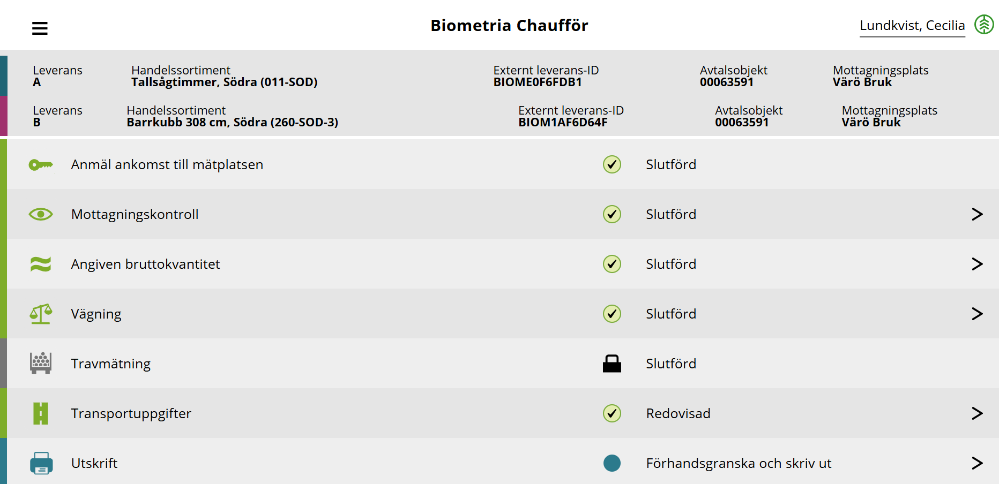 Biometria Chaufför
Lundkvist, Cecilia
Leverans Handelssortiment Externt leverans-ID Avtalsobjekt Mottagningsplats
A Tallsågtimmer, Södra (011-SOD) BIOME0F6FDB1 00063591 Värö Bruk
Leverans Handelssortiment Externt leverans-ID Avtalsobjekt Mottagningsplats
B Barrkubb 308 cm, Södra (260-SOD-3) BIOM1AF6D64F 00063591 Värö Bruk
Anmäl ankomst till mätplatsen Slutförd
Mottagningskontroll Slutförd
Angiven bruttokvantitet Slutförd
Vägning Slutförd
Travmätning Slutförd
Transportuppgifter Redovisad
Utskrift Förhandsgranska och skriv ut